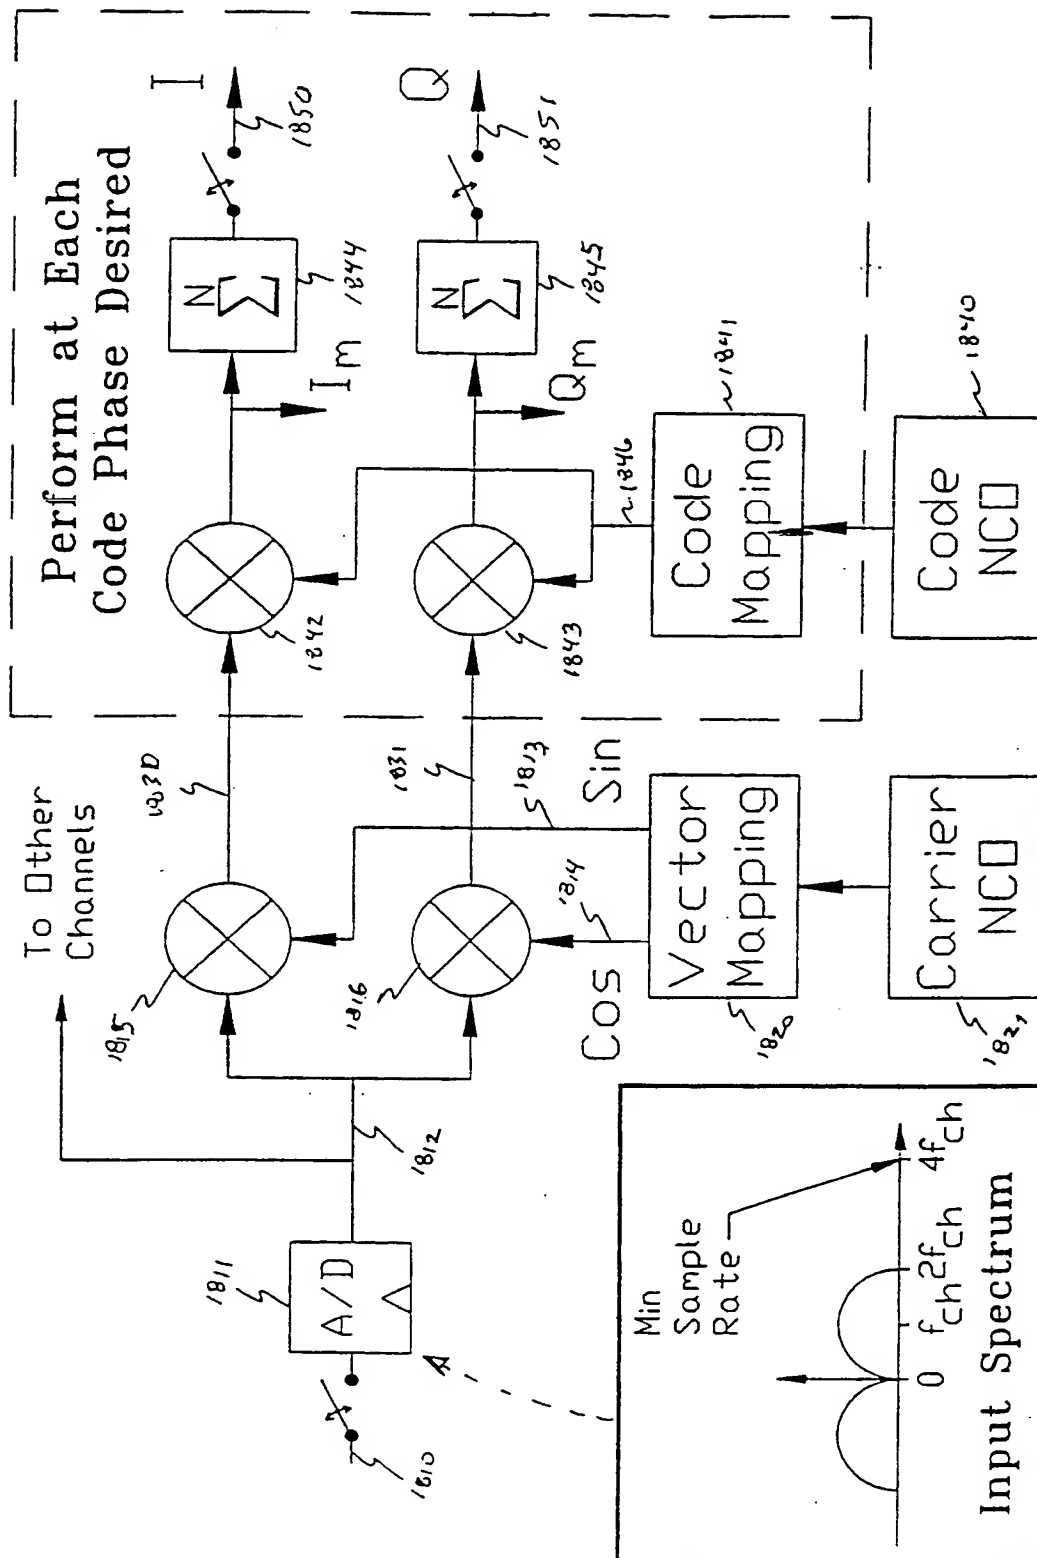 Perform at Each
Code Phase Desired
To Other
Channels
I
1850
Q
1851
N
Σ
1844
N
Σ
1845
Im
Qm
1842
1843
1846
1841
Code
Mapping
1840
Code
NCO
1830
1831
1813
Sin
1814
Cos
1815
1816
Vector
Mapping
1820
Carrier
NCO
1821
1812
1811
A/D
1810
Min
Sample
Rate
0
fch
2fch
4fch
Input Spectrum